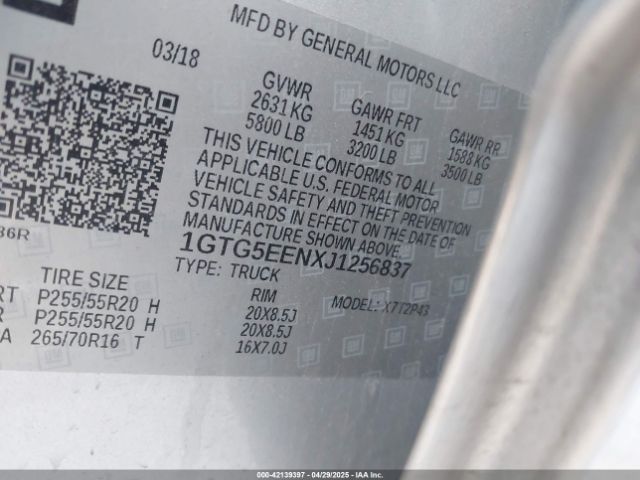 MFD BY GENERAL MOTORS LLC
03/18
GVWR GAWR FRT GAWR RR
2631 KG 1451 KG 1588 KG
5800 LB 3200 LB 3500 LB
THIS VEHICLE CONFORMS TO ALL
APPLICABLE U.S. FEDERAL MOTOR
VEHICLE SAFETY AND THEFT PREVENTION
STANDARDS IN EFFECT ON THE DATE OF
MANUFACTURE SHOWN ABOVE.
1GTG5EENXJ1256837
TYPE: TRUCK MODEL: X7T2P43
36R
TIRE SIZE RIM
RT P255/55R20 H 20X8.5J
R P255/55R20 H 20X8.5J
A 265/70R16 T 16X7.0J
000-42139397 - 04/29/2025 - IAA Inc.